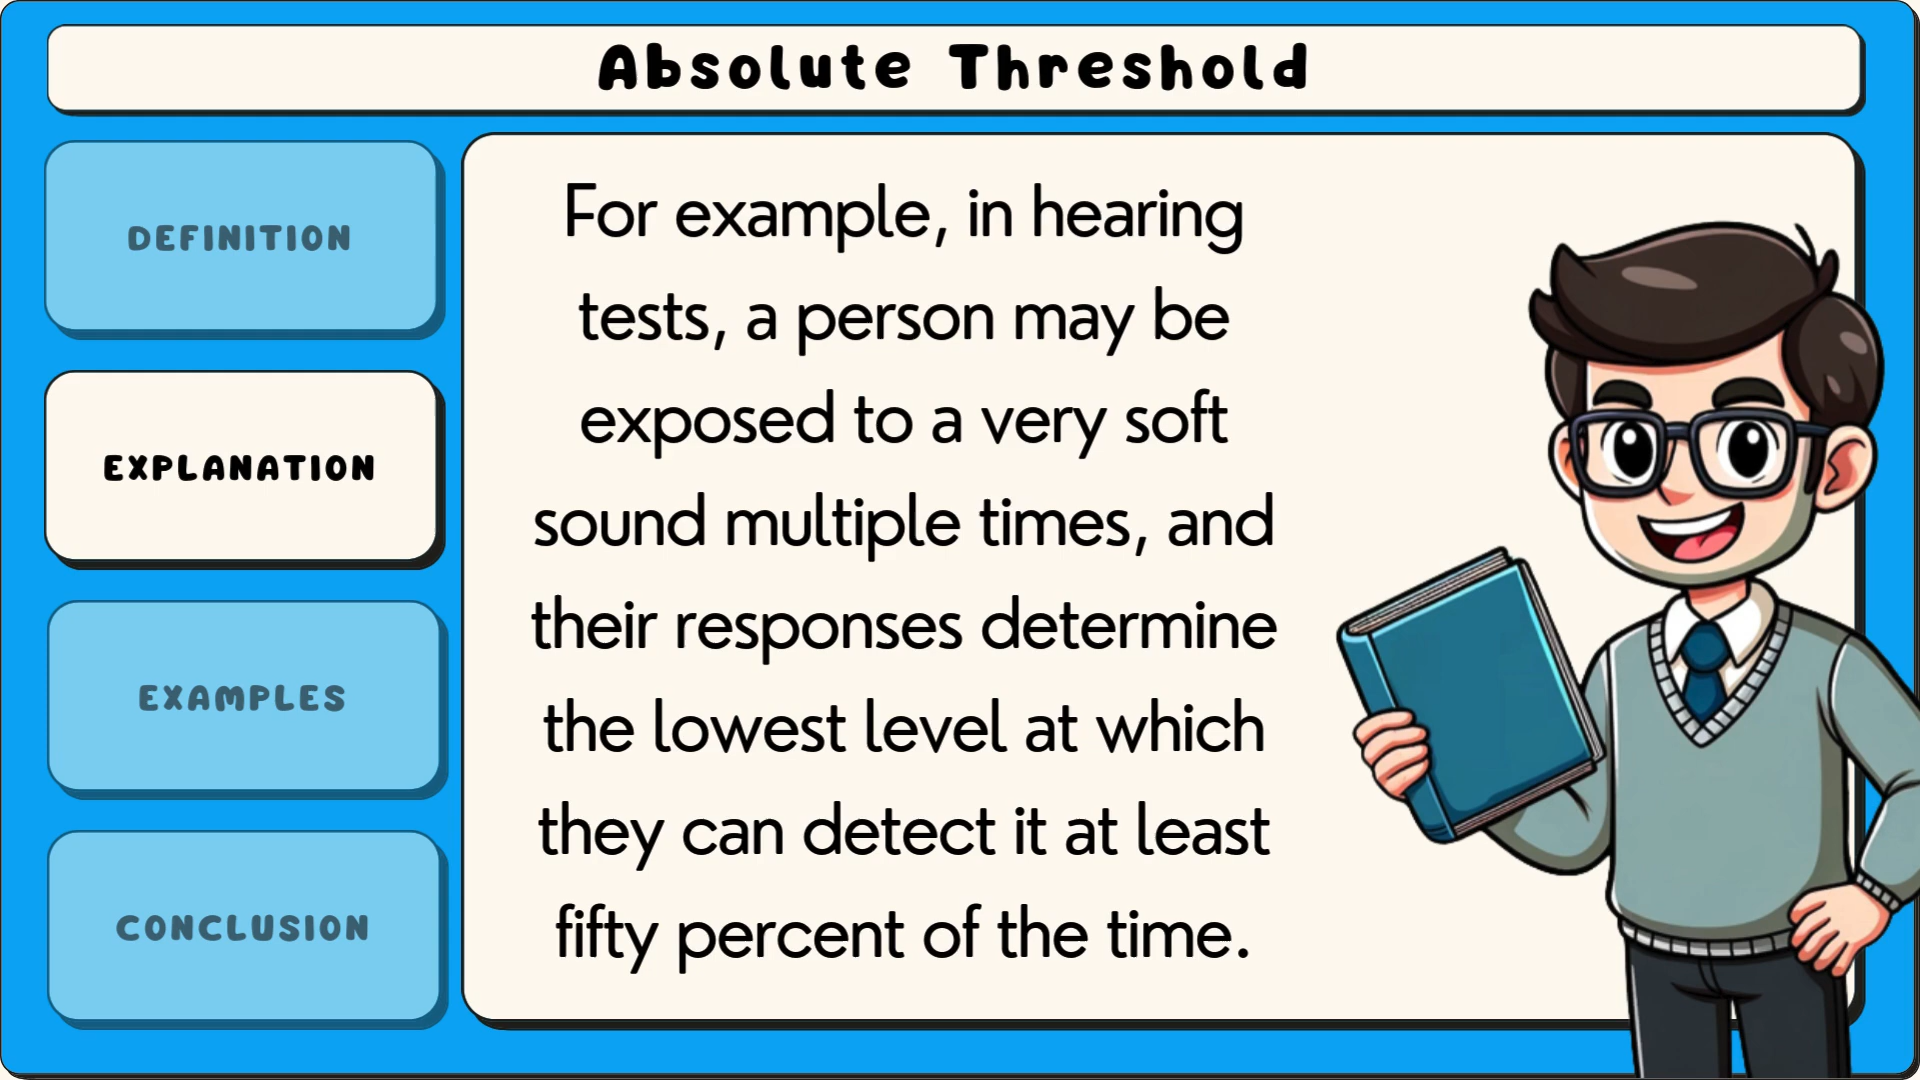 Absolute Threshold
DEFINITION
EXPLANATION
EXAMPLES
CONCLUSION
For example, in hearing
tests, a person may be
exposed to a very soft
sound multiple times, and
their responses determine
the lowest level at which
they can detect it at least
fifty percent of the time.